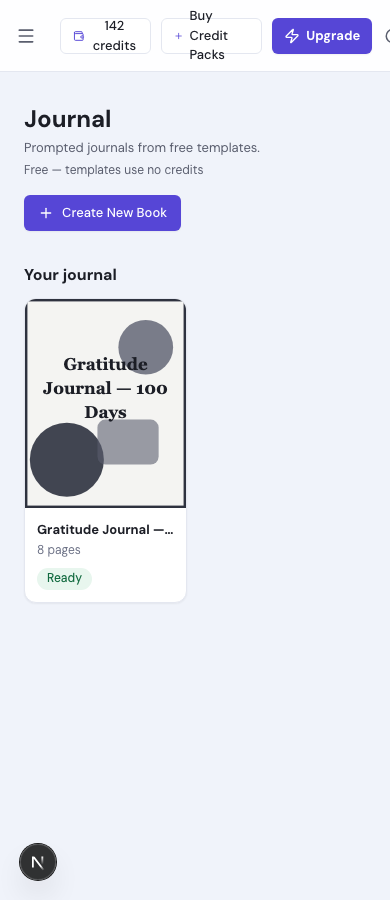 142
credits
Buy
Credit
Packs
Upgrade
Journal
Prompted journals from free templates.
Free — templates use no credits
Create New Book
Your journal
Gratitude
Journal — 100
Days
Gratitude Journal —...
8 pages
Ready
N